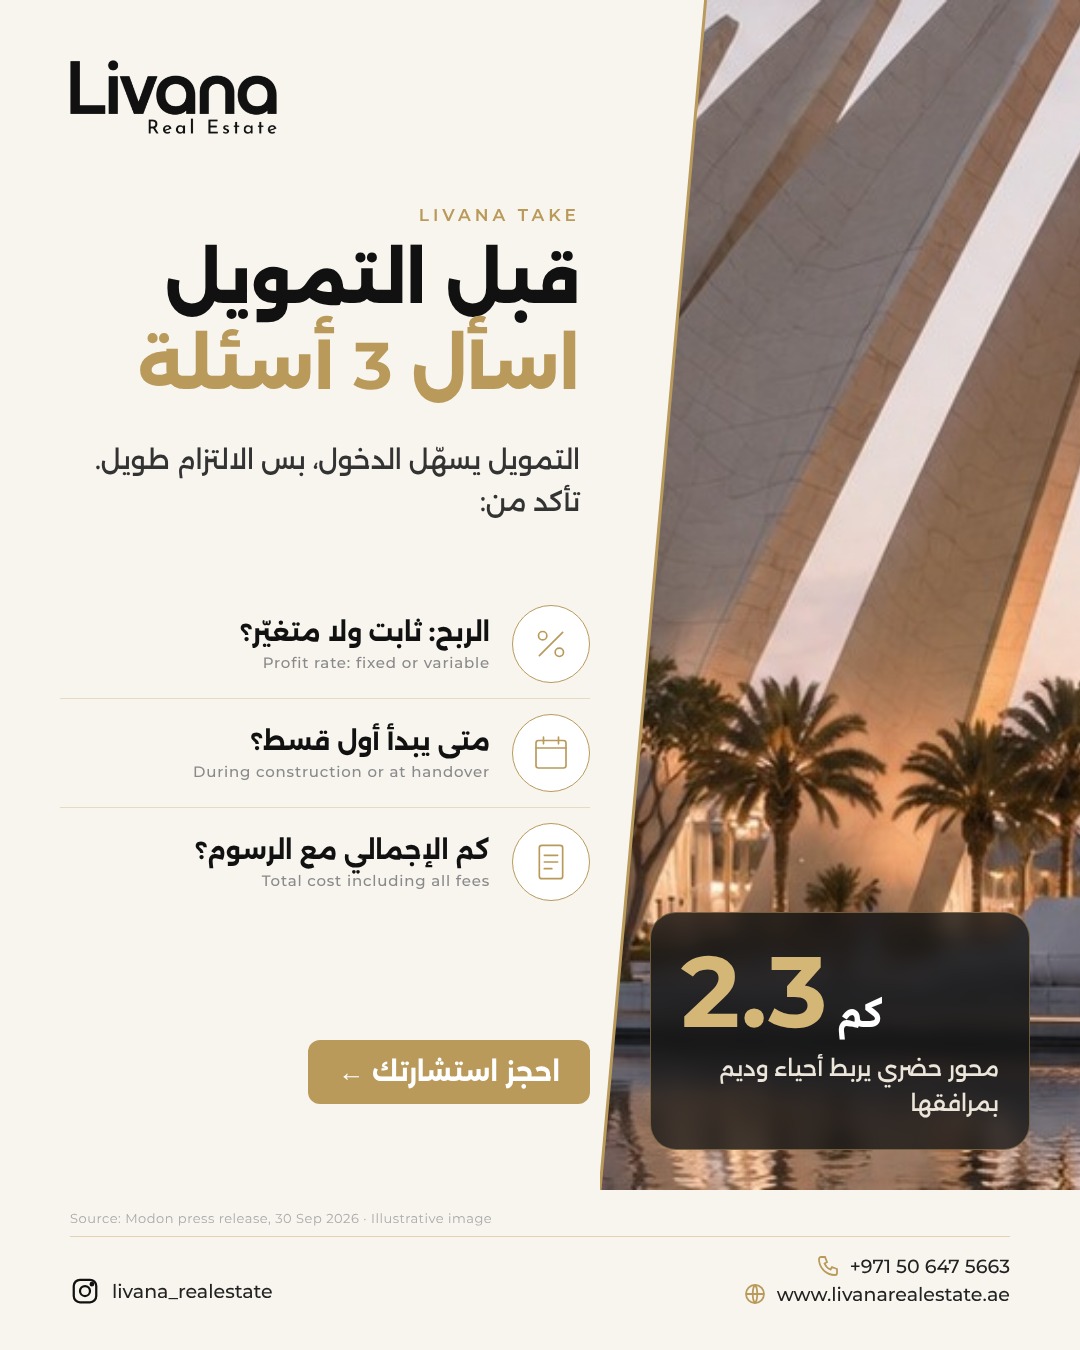 Livana
Real Estate
LIVANA TAKE
قبل التمويل
اسأل 3 أسئلة
التمويل يسهّل الدخول، بس الالتزام طويل.
تأكد من:
الربح: ثابت ولا متغيّر؟
Profit rate: fixed or variable
متى يبدأ أول قسط؟
During construction or at handover
كم الإجمالي مع الرسوم؟
Total cost including all fees
2.3 كم
محور حضري يربط أحياء وديم
بمرافقها
احجز استشارتك ←
Source: Modon press release, 30 Sep 2026 · Illustrative image
+971 50 647 5663
livana_realestate
www.livanarealestate.ae